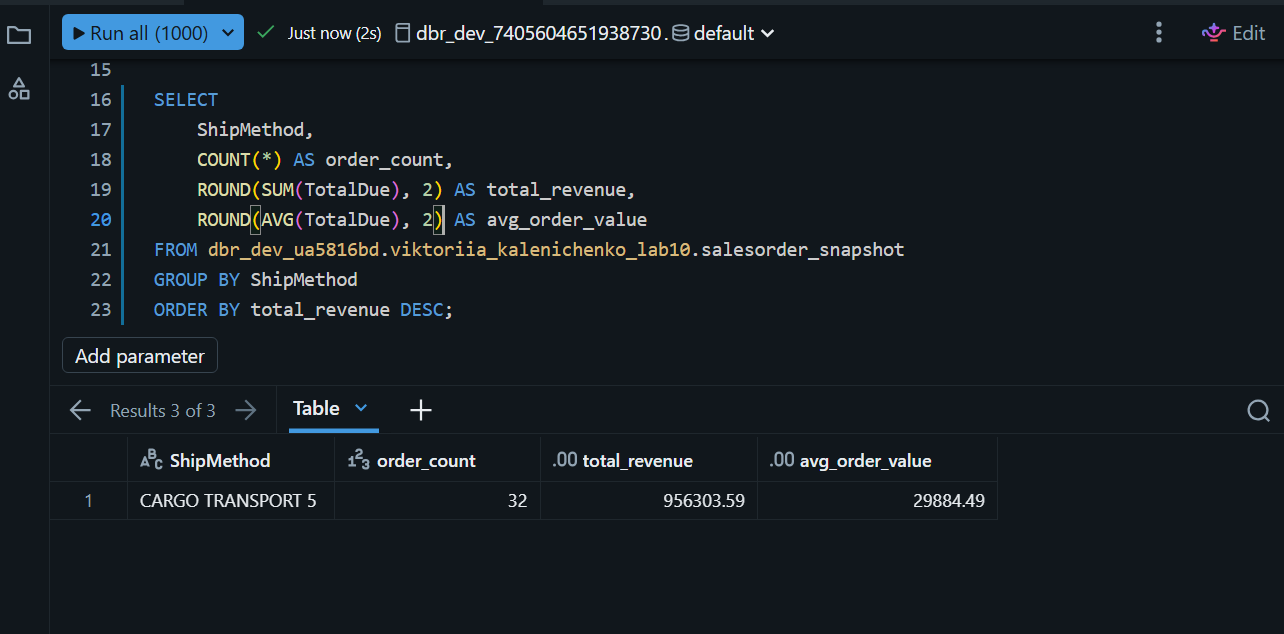 Run all (1000) Just now (2s) dbr_dev_7405604651938730. default Edit
15
16 SELECT
17 ShipMethod,
18 COUNT(*) AS order_count,
19 ROUND(SUM(TotalDue), 2) AS total_revenue,
20 ROUND(AVG(TotalDue), 2) AS avg_order_value
21 FROM dbr_dev_ua5816bd.viktoriia_kalenichenko_lab10.salesorder_snapshot
22 GROUP BY ShipMethod
23 ORDER BY total_revenue DESC;
Add parameter
Results 3 of 3 Table
ShipMethod order_count .00 total_revenue .00 avg_order_value
1 CARGO TRANSPORT 5 32 956303.59 29884.49